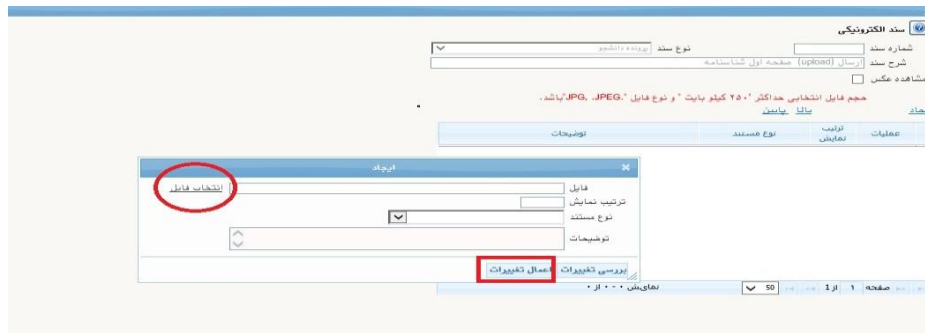 سند الکترونیکی
شماره سند نوع سند پرونده دانشجو
شرح سند ارسال (upload) صفحه اول شناسنامه
مشاهده عکس
حجم فایل انتخابی حداکثر "۲۵۰ کیلو بایت" و نوع فایل "JPG, .JPEG."باشد.
بالا پایین
عملیات ترتیب نمایش نوع مستند توضیحات
ایجاد
فایل انتخاب فایل
ترتیب نمایش
نوع مستند
توضیحات
بررسی تغییرات اعمال تغییرات
صفحه ۱ از 1 50 نمایش ۰ - ۰ از ۰